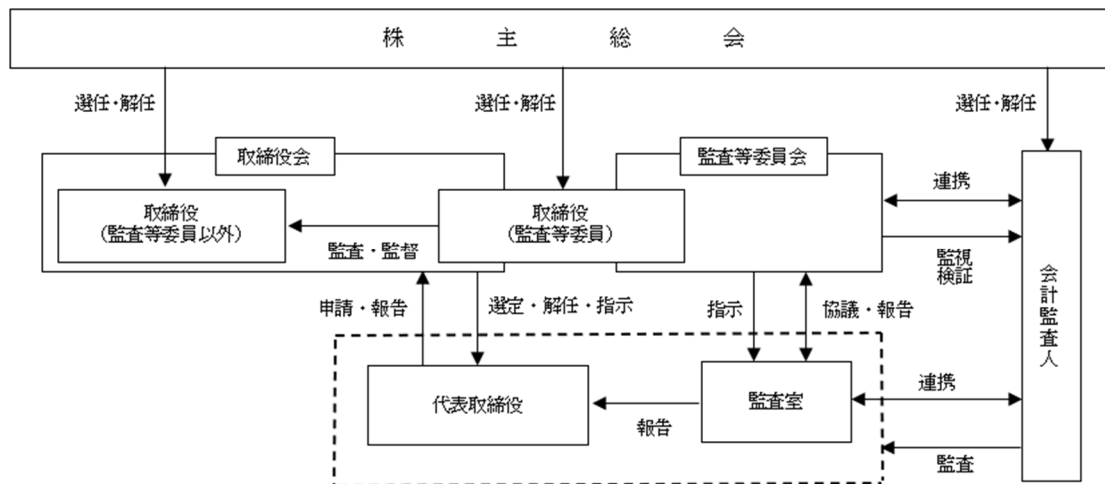 株主総会
選任・解任
選任・解任
選任・解任
取締役会
監査等委員会
取締役
(監査等委員以外)
取締役
(監査等委員)
監査・監督
連携
監視
検証
会計監査人
申請・報告
選定・解任・指示
指示
協議・報告
代表取締役
監査室
報告
連携
監査